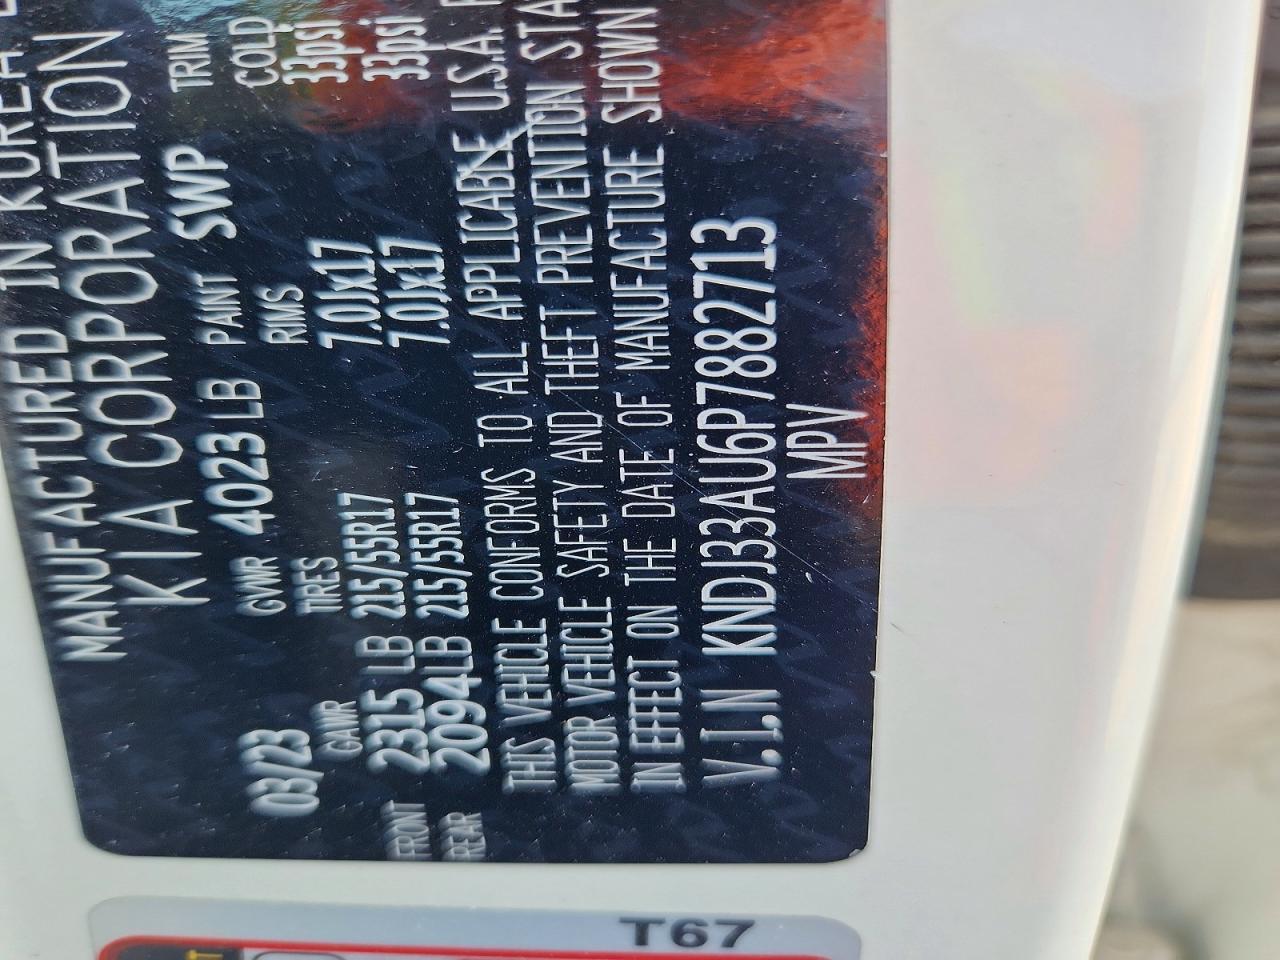 MANUFACTURED IN KOREA
KIA CORPORATION
03/23 GVWR 4023 LB PAINT SWP TRIM
GAWR TIRES RIMS COLD
FRONT 2315 LB 215/55R17 7.0Jx17 33psi
REAR 2094LB 215/55R17 7.0Jx17 33psi
THIS VEHICLE CONFORMS TO ALL APPLICABLE U.S.A.
MOTOR VEHICLE SAFETY AND THEFT PREVENTION STA
IN EFFECT ON THE DATE OF MANUFACTURE SHOWN
V.I.N KNDJ33AU6P7882713
MPV
T67